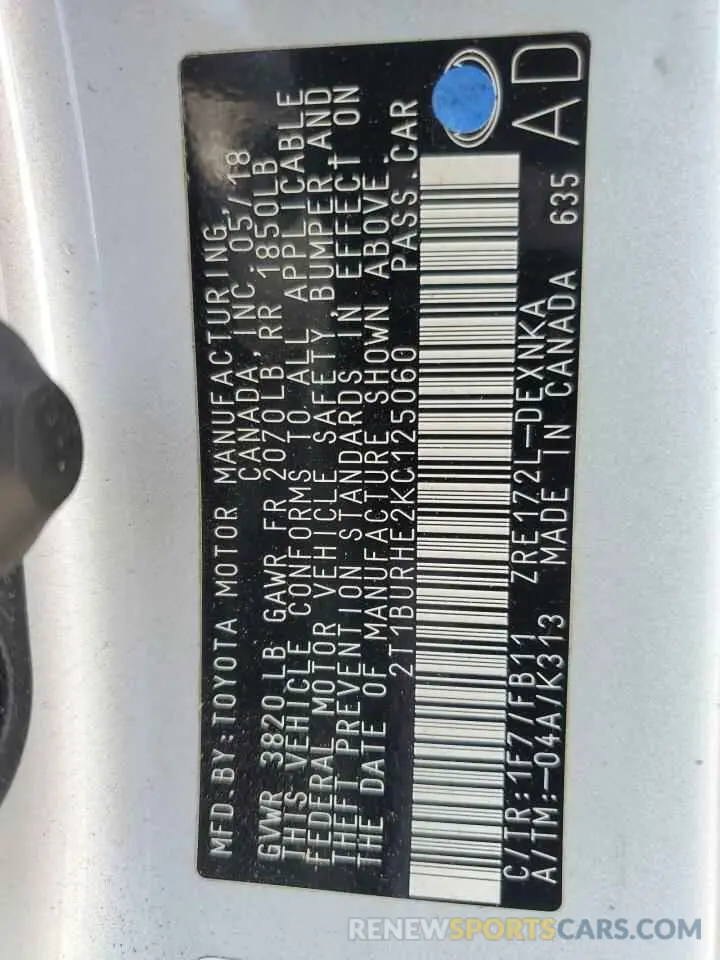 MFD.BY:TOYOTA MOTOR MANUFACTURING
CANADA, INC. 05/18
GVWR 3820LB GAWR FR 2070LB, RR 1850LB
THIS VEHICLE CONFORMS TO ALL APPLICABLE
FEDERAL MOTOR VEHICLE SAFETY, BUMPER AND
THEFT PREVENTION STANDARDS IN EFFECT ON
THE DATE OF MANUFACTURE SHOWN ABOVE.
2T1BURHE2KC125060 PASS.CAR
C/TR:1F7/FB11 ZRE172L-DEXNKA
A/TM:-04A/K313 MADE IN CANADA 635
AD
RENEWSPORTSCARS.COM